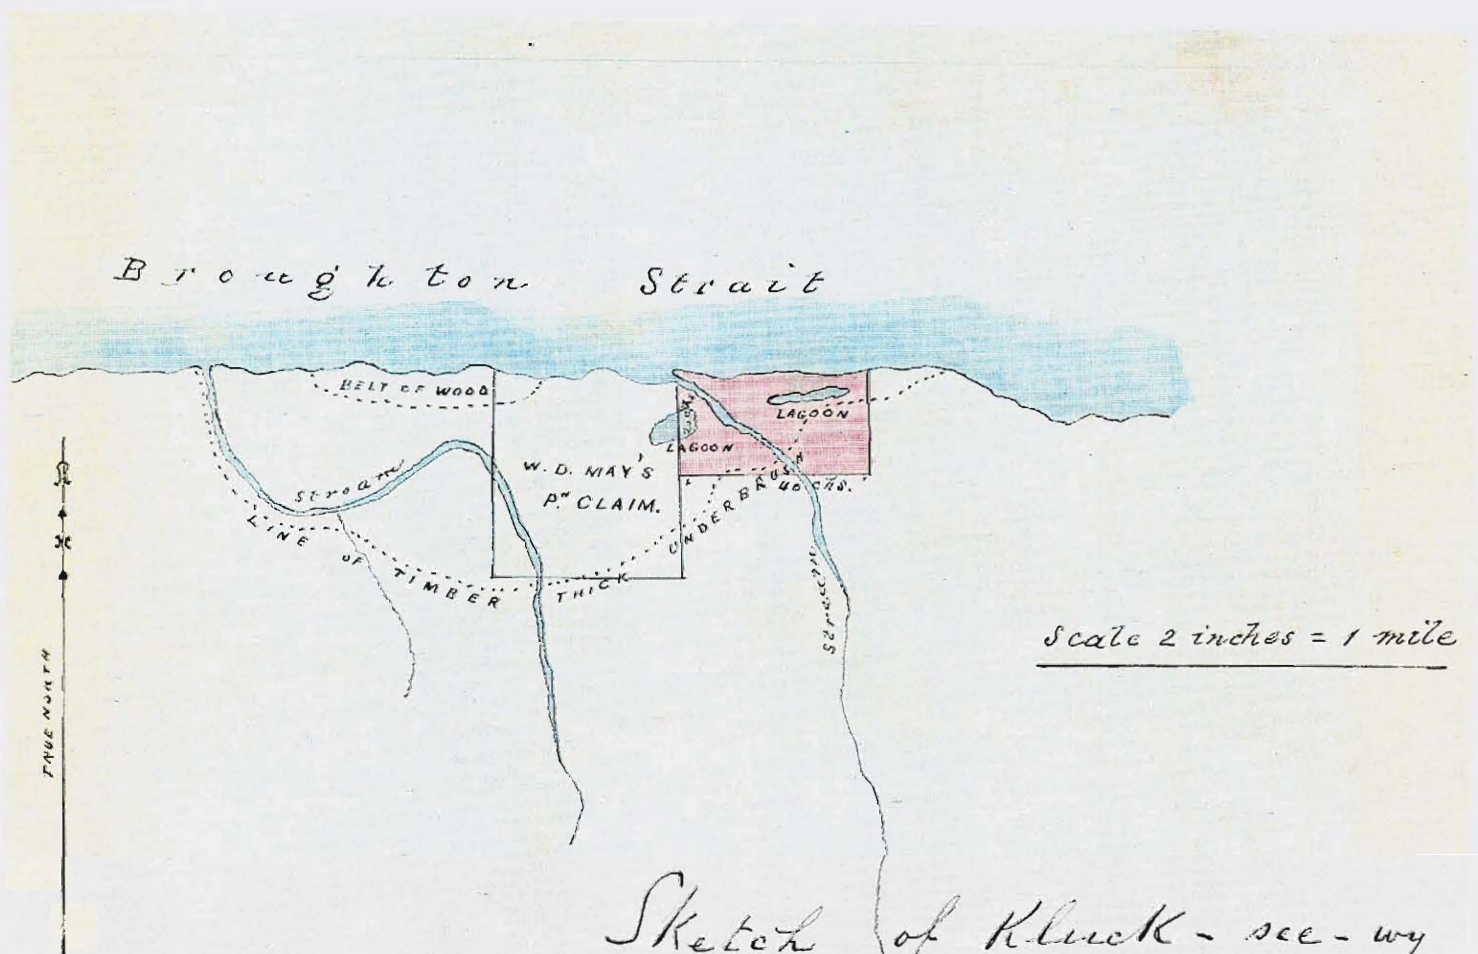 Broughton Strait
BELT OF WOOD
LAGOON
LAGOON
W. D. MAY'S
Pn CLAIM.
40 chs.
Stream
LINE OF TIMBER THICK UNDERBRUSH
Stream
Scale 2 inches = 1 mile
TRUE NORTH
Sketch of Kluck-see-wy